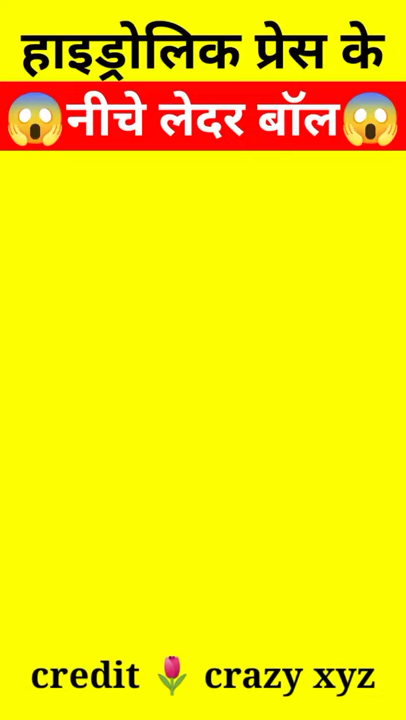 हाइड्रोलिक प्रेस के
😱नीचे लेदर बॉल😱
credit 🌷 crazy xyz